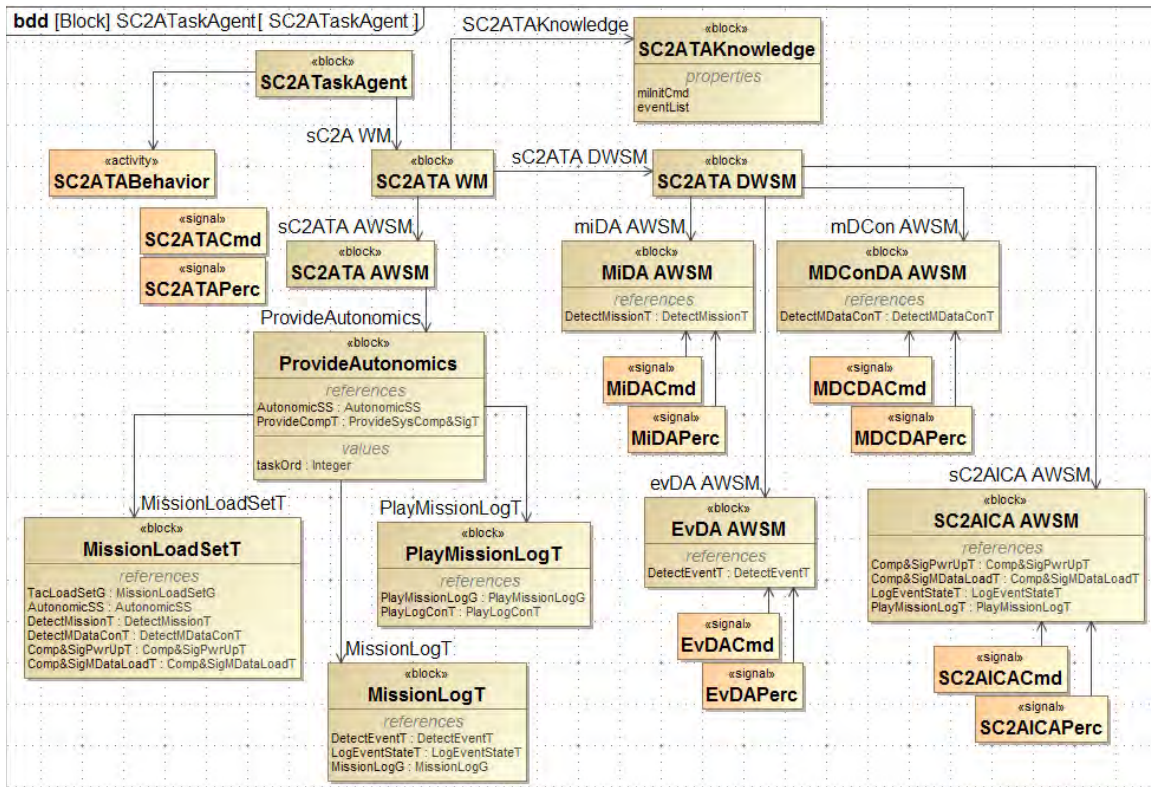 bdd [Block] SC2ATaskAgent[ SC2ATaskAgent ]
SC2ATAKnowledge
«block»
SC2ATAKnowledge
properties
miInitCmd
eventList
«block»
SC2ATaskAgent
sC2A WM
«activity»
SC2ATABehavior
«block»
SC2ATA WM
sC2ATA DWSM
«block»
SC2ATA DWSM
«signal»
SC2ATACmd
«signal»
SC2ATAPerc
sC2ATA AWSM
«block»
SC2ATA AWSM
miDA AWSM
«block»
MiDA AWSM
references
DetectMissionT : DetectMissionT
mDCon AWSM
«block»
MDConDA AWSM
references
DetectMDataConT : DetectMDataConT
ProvideAutonomics
«block»
ProvideAutonomics
references
AutonomicSS : AutonomicSS
ProvideCompT : ProvideSysComp&SigT
values
taskOrd : Integer
«signal»
MiDACmd
«signal»
MiDAPerc
«signal»
MDCDACmd
«signal»
MDCDAPerc
MissionLoadSetT
«block»
MissionLoadSetT
references
TacLoadSetG : MissionLoadSetG
AutonomicSS : AutonomicSS
DetectMissionT : DetectMissionT
DetectMDataConT : DetectMDataConT
Comp&SigPwrUpT : Comp&SigPwrUpT
Comp&SigMDataLoadT : Comp&SigMDataLoadT
PlayMissionLogT
«block»
PlayMissionLogT
references
PlayMissionLogG : PlayMissionLogG
PlayLogConT : PlayLogConT
evDA AWSM
«block»
EvDA AWSM
references
DetectEventT : DetectEventT
sC2AICA AWSM
«block»
SC2AICA AWSM
references
Comp&SigPwrUpT : Comp&SigPwrUpT
Comp&SigMDataLoadT : Comp&SigMDataLoadT
LogEventStateT : LogEventStateT
PlayMissionLogT : PlayMissionLogT
MissionLogT
«block»
MissionLogT
references
DetectEventT : DetectEventT
LogEventStateT : LogEventStateT
MissionLogG : MissionLogG
«signal»
EvDACmd
«signal»
EvDAPerc
«signal»
SC2AICACmd
«signal»
SC2AICAPerc